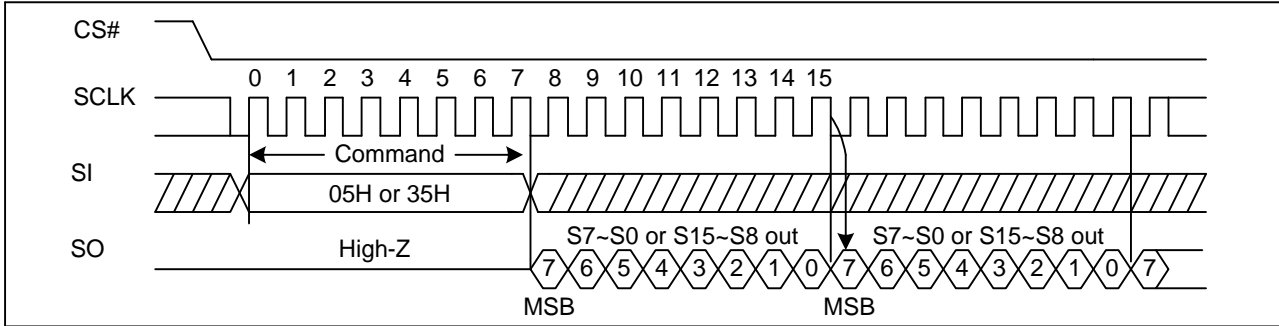 CS#
0 1 2 3 4 5 6 7 8 9 10 11 12 13 14 15
SCLK
Command
SI
05H or 35H
S7~S0 or S15~S8 out S7~S0 or S15~S8 out
SO High-Z
7 6 5 4 3 2 1 0 7 6 5 4 3 2 1 0 7
MSB MSB